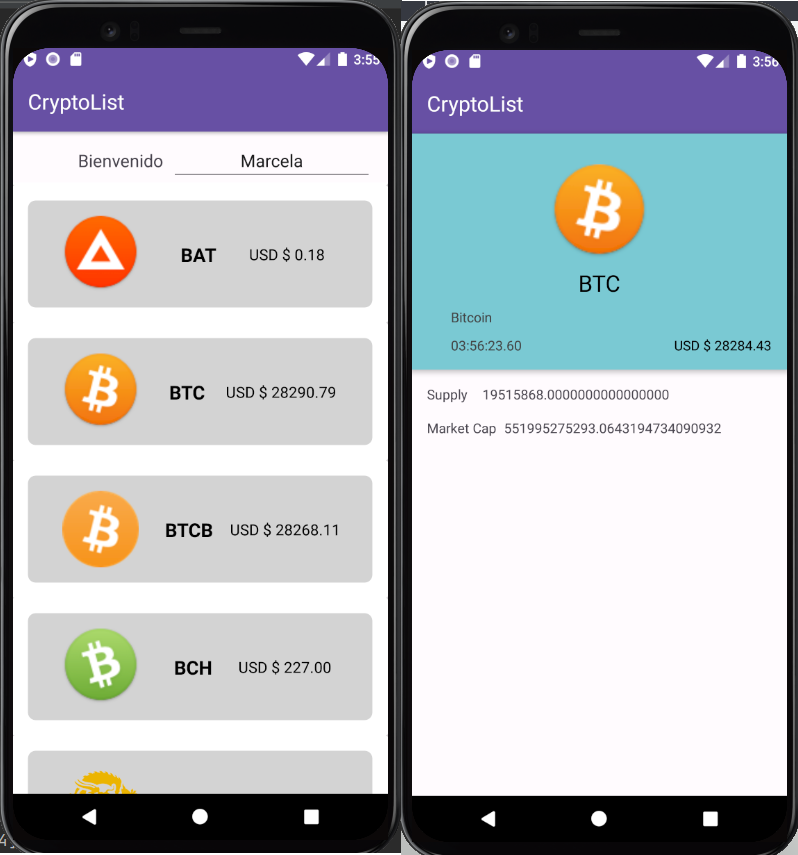 3:55
CryptoList
Bienvenido Marcela
BAT USD $ 0.18
BTC USD $ 28290.79
BTCB USD $ 28268.11
BCH USD $ 227.00
3:56
CryptoList
BTC
Bitcoin
03:56:23.60 USD $ 28284.43
Supply 19515868.0000000000000000
Market Cap 551995275293.0643194734090932